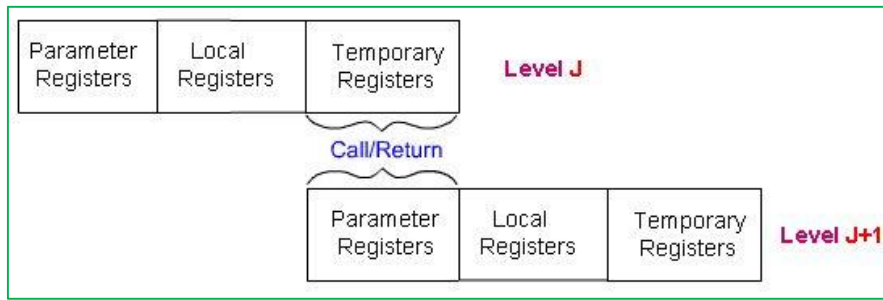 Parameter Registers
Local Registers
Temporary Registers
Level J
Call/Return
Parameter Registers
Local Registers
Temporary Registers
Level J+1